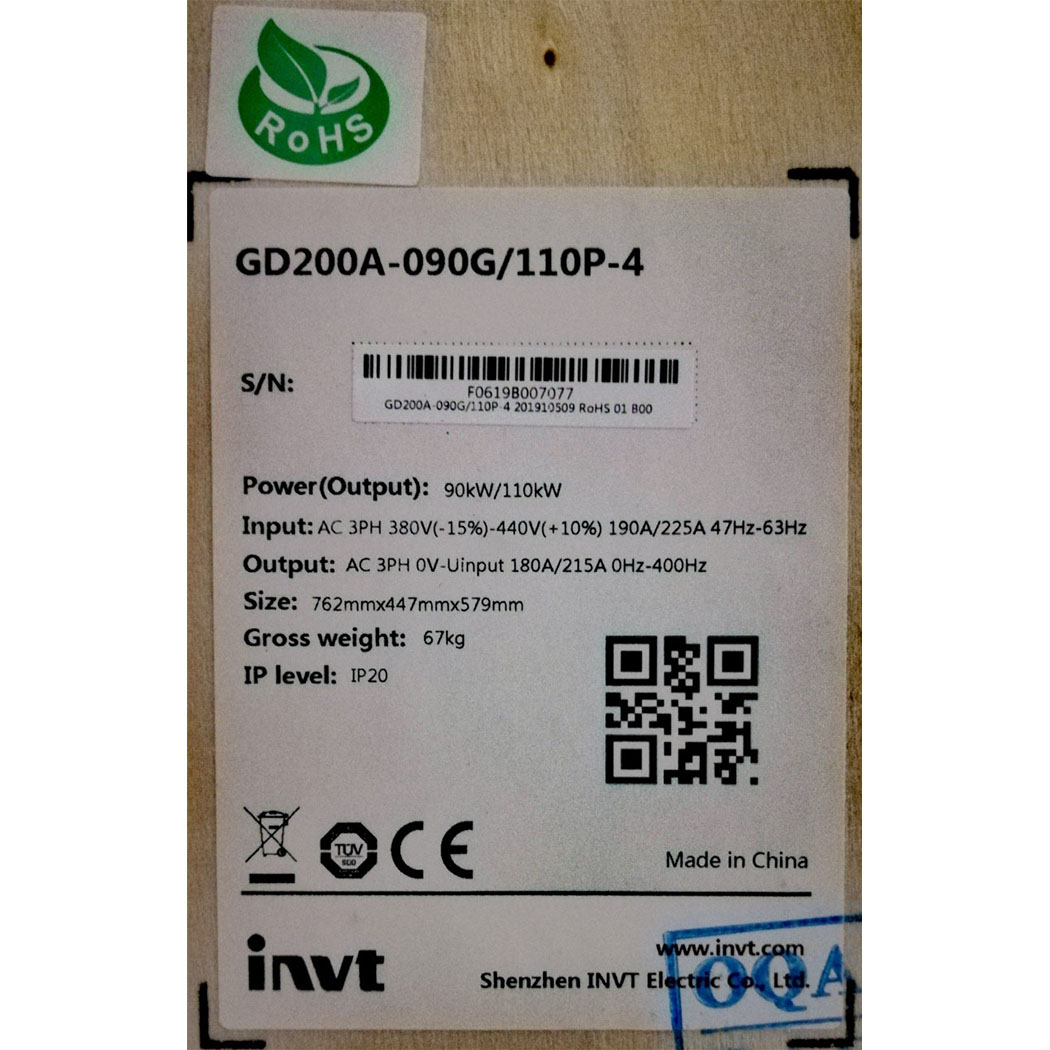 RoHS
GD200A-090G/110P-4
S/N:
F0619B007077
GD200A-090G/110P-4 201910509 RoHS 01 B00
Power(Output): 90kW/110kW
Input: AC 3PH 380V(-15%)-440V(+10%) 190A/225A 47Hz-63Hz
Output: AC 3PH 0V-Uinput 180A/215A 0Hz-400Hz
Size: 762mmx447mmx579mm
Gross weight: 67kg
IP level: IP20
TÜV
SÜD
CE
Made in China
invt
www.invt.com
Shenzhen INVT Electric Co., Ltd.
OQA